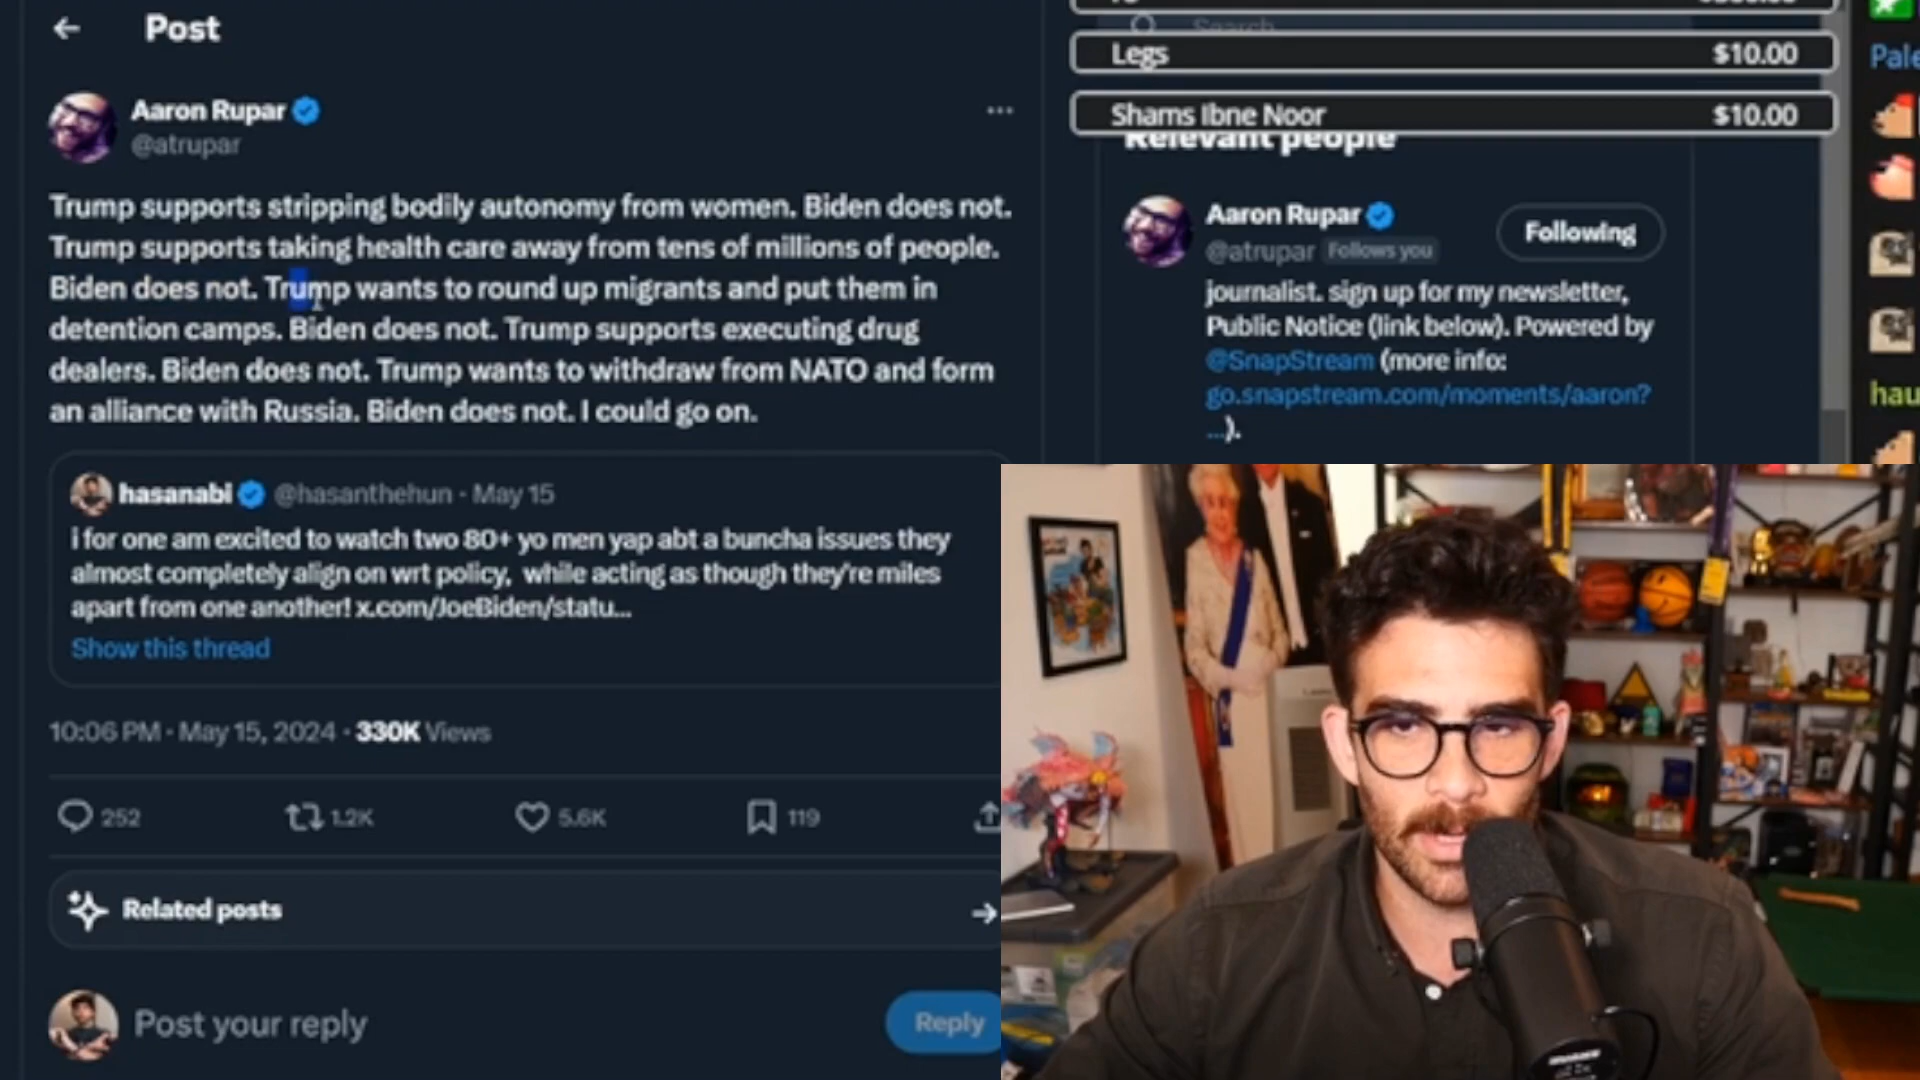 Post
Aaron Rupar
@atrupar
Trump supports stripping bodily autonomy from women. Biden does not.
Trump supports taking health care away from tens of millions of people.
Biden does not. Trump wants to round up migrants and put them in
detention camps. Biden does not. Trump supports executing drug
dealers. Biden does not. Trump wants to withdraw from NATO and form
an alliance with Russia. Biden does not. I could go on.
hasanabi @hasanthehun · May 15
i for one am excited to watch two 80+ yo men yap abt a buncha issues they
almost completely align on wrt policy, while acting as though they're miles
apart from one another! x.com/JoeBiden/statu...
Show this thread
10:06 PM · May 15, 2024 · 330K Views
252
1.2K
5.6K
119
Related posts
Post your reply
Reply
Search
Legs $10.00
Shams Ibne Noor $10.00
Relevant people
Aaron Rupar
@atrupar Follows you
Following
journalist. sign up for my newsletter,
Public Notice (link below). Powered by
@SnapStream (more info:
go.snapstream.com/moments/aaron?
...).
Pale
hau